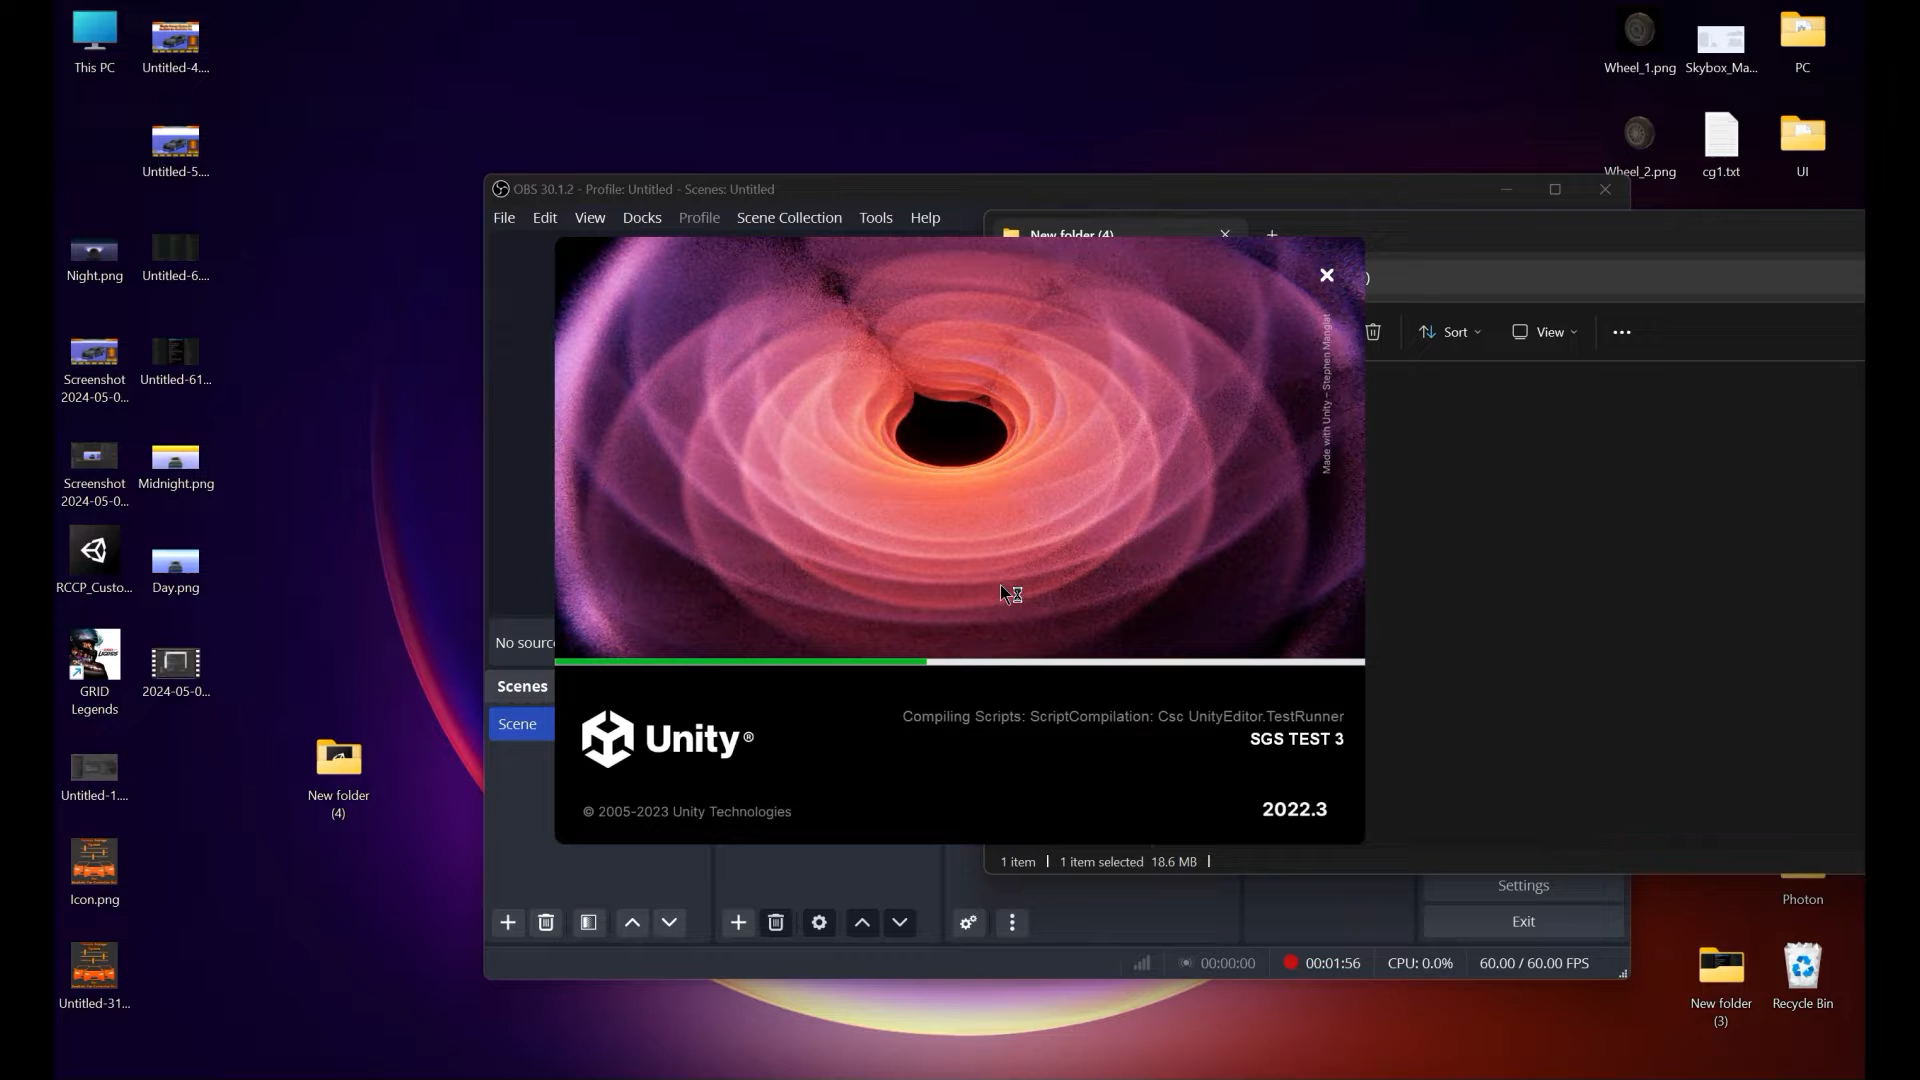 This PC
Untitled-4....
Untitled-5....
Night.png
Untitled-6....
Screenshot
2024-05-0...
Untitled-61...
Screenshot
2024-05-0...
Midnight.png
RCCP_Custo...
Day.png
GRID
Legends
2024-05-0...
Untitled-1....
New folder
(4)
Icon.png
Untitled-31...
Wheel_1.png
Skybox_Ma...
PC
Wheel_2.png
cg1.txt
UI
OBS 30.1.2 - Profile: Untitled - Scenes: Untitled
File Edit View Docks Profile Scene Collection Tools Help
New folder (4)
)
Sort
View
Made with Unity – Stephen Manglat
No sourc
Scenes
Scene
Unity®
Compiling Scripts: ScriptCompilation: Csc UnityEditor.TestRunner
SGS TEST 3
2022.3
© 2005-2023 Unity Technologies
1 item
1 item selected 18.6 MB
Settings
Exit
00:00:00
00:01:56
CPU: 0.0%
60.00 / 60.00 FPS
Photon
New folder
(3)
Recycle Bin